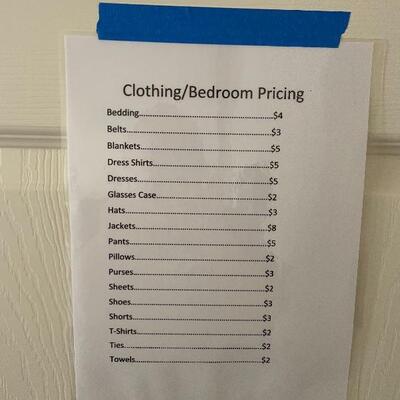 Clothing/Bedroom Pricing
Bedding........................................................$4
Belts........................................................$3
Blankets........................................................$5
Dress Shirts........................................................$5
Dresses........................................................$5
Glasses Case........................................................$2
Hats........................................................$3
Jackets........................................................$8
Pants........................................................$5
Pillows........................................................$2
Purses........................................................$3
Sheets........................................................$2
Shoes........................................................$3
Shorts........................................................$3
T-Shirts........................................................$2
Ties........................................................$2
Towels........................................................$2